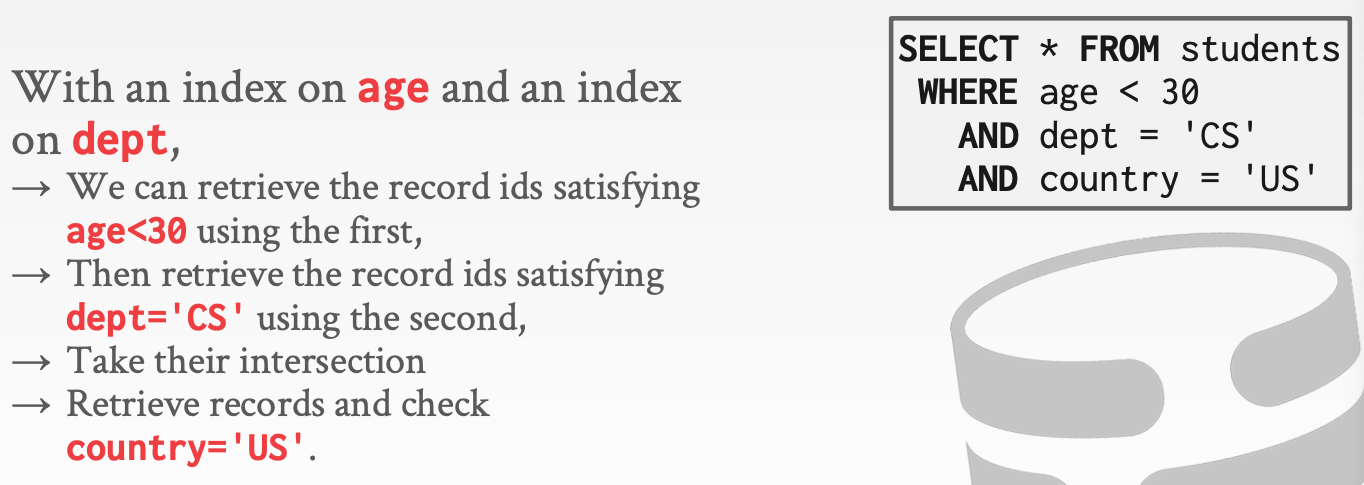 With an index on age and an index
on dept,
→ We can retrieve the record ids satisfying
age<30 using the first,
→ Then retrieve the record ids satisfying
dept='CS' using the second,
→ Take their intersection
→ Retrieve records and check
country='US'.
SELECT * FROM students
WHERE age < 30
AND dept = 'CS'
AND country = 'US'